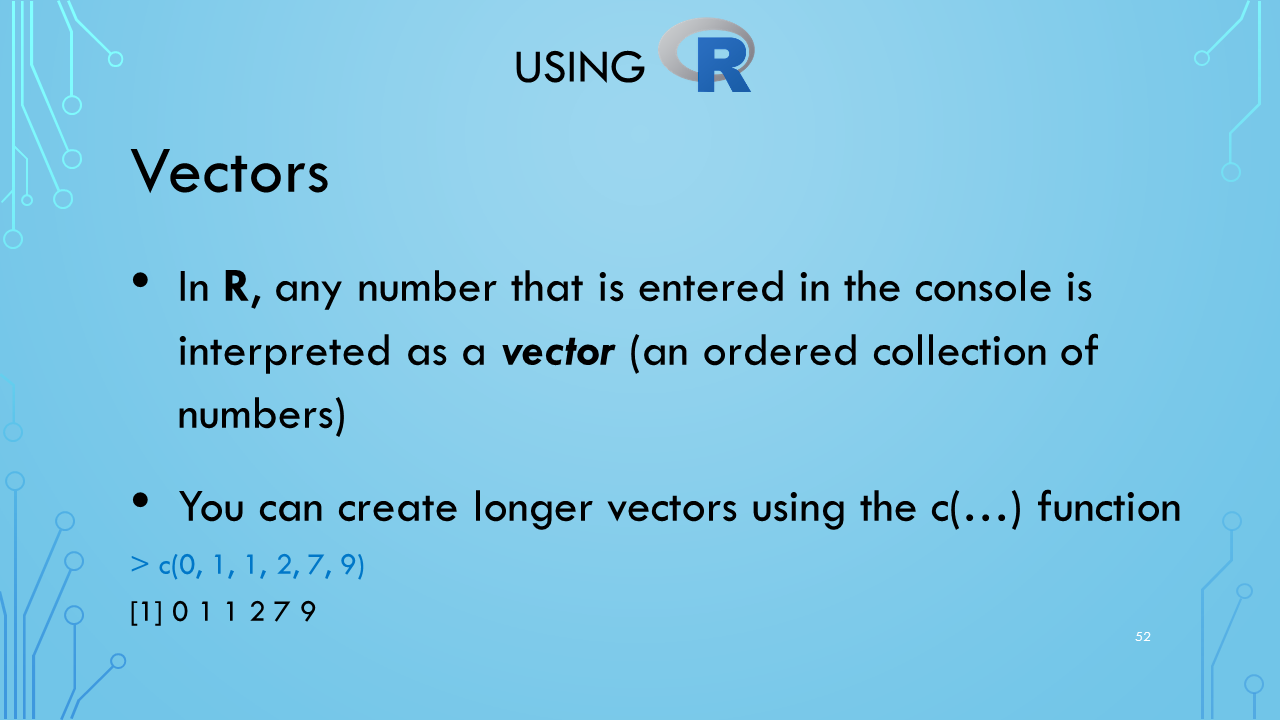 USING R
Vectors
• In R, any number that is entered in the console is
interpreted as a vector (an ordered collection of
numbers)
• You can create longer vectors using the c(…) function
> c(0, 1, 1, 2, 7, 9)
[1] 0 1 1 2 7 9
52